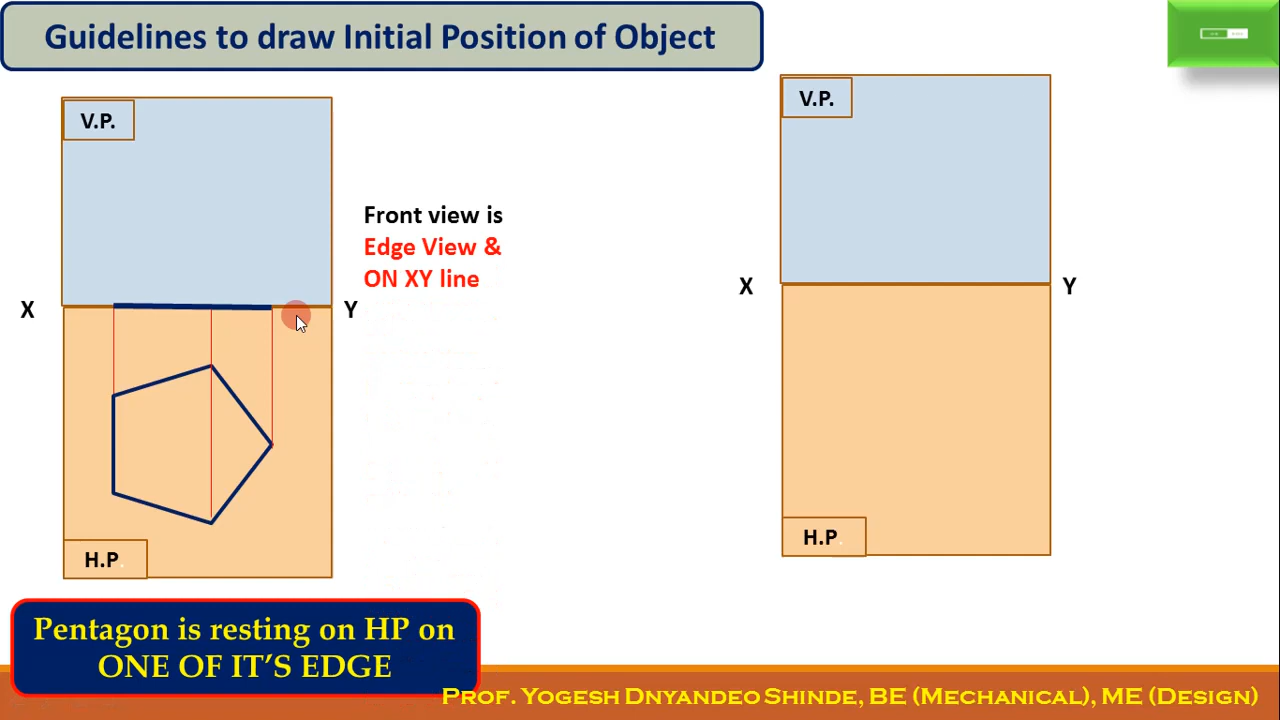 Guidelines to draw Initial Position of Object
V.P.
X
Y
H.P.
Front view is
Edge View &
ON XY line
V.P.
X
Y
H.P.
Pentagon is resting on HP on
ONE OF IT'S EDGE
Prof. Yogesh Dnyandeo Shinde, BE (Mechanical), ME (Design)